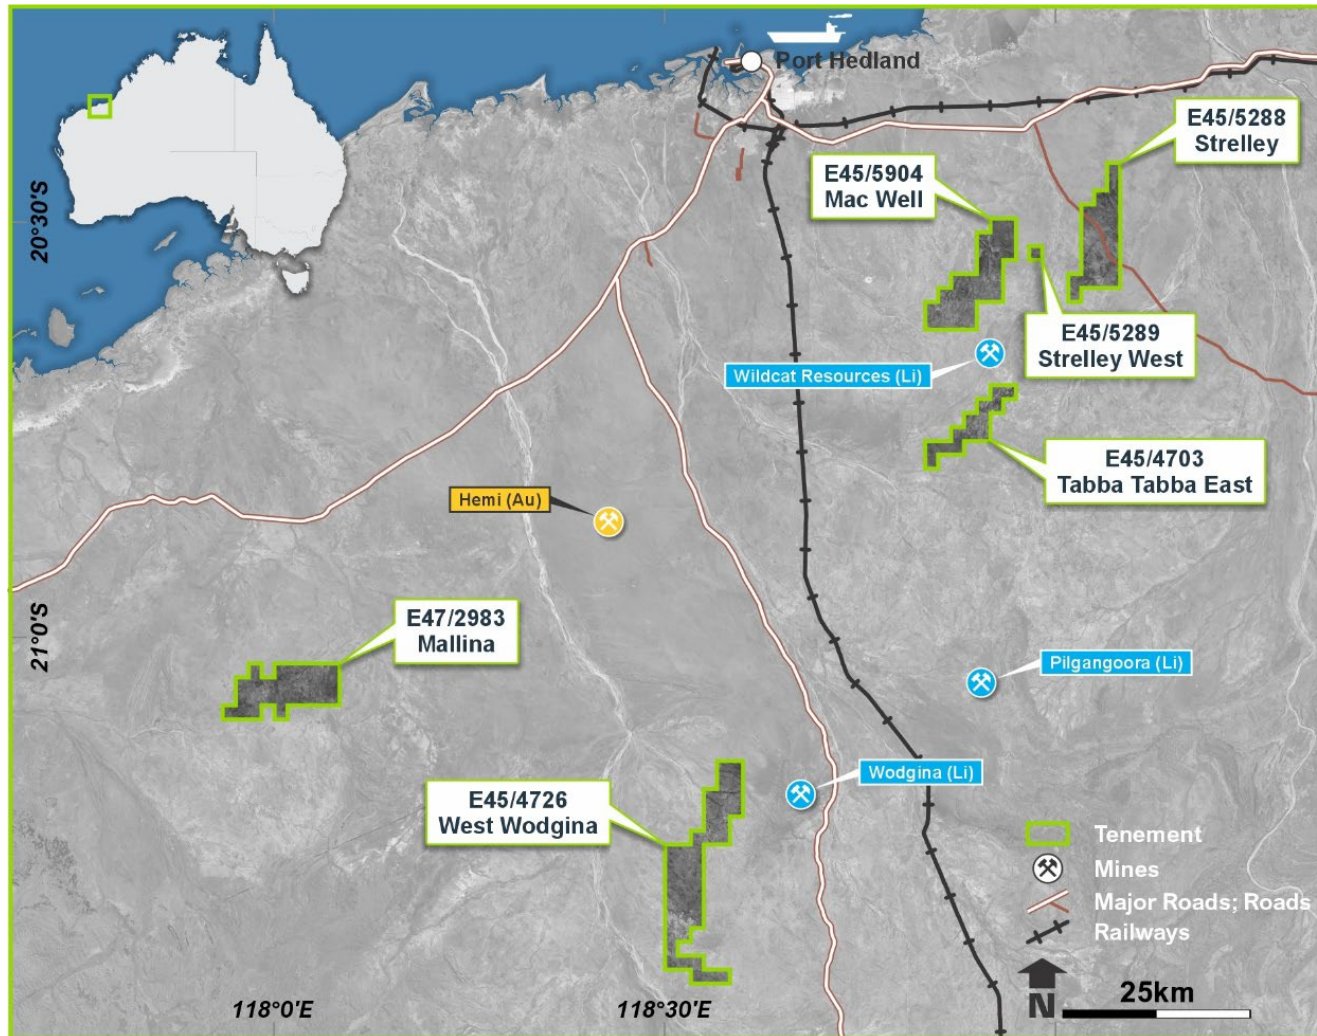 Port Hedland
E45/5288
Strelley
E45/5904
Mac Well
20°30'S
E45/5289
Strelley West
Wildcat Resources (Li)
E45/4703
Tabba Tabba East
Hemi (Au)
21°0'S
E47/2983
Mallina
Pilgangoora (Li)
Wodgina (Li)
E45/4726
West Wodgina
Tenement
Mines
Major Roads; Roads
Railways
N
25km
118°0'E
118°30'E